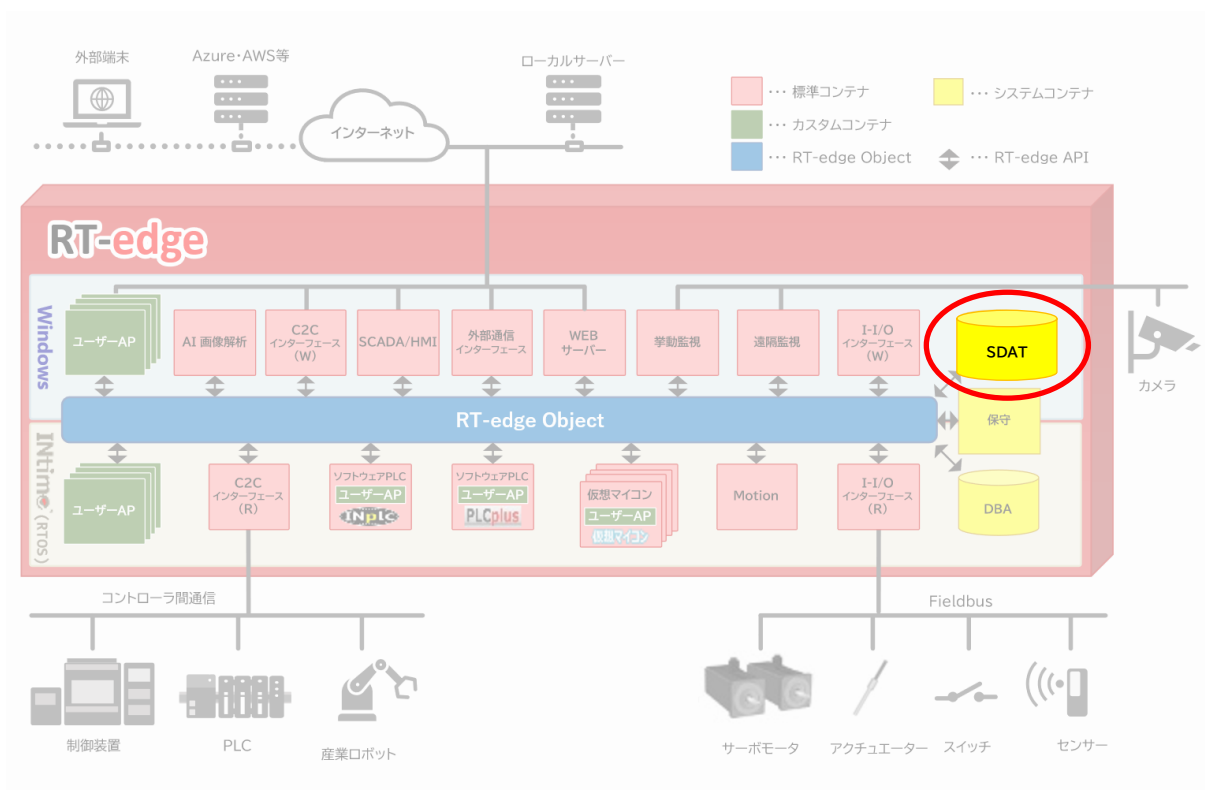 外部端末
Azure・AWS等
ローカルサーバー
インターネット
･･･ 標準コンテナ
･･･ システムコンテナ
･･･ カスタムコンテナ
･･･ RT-edge Object
･･･ RT-edge API
RT-edge
Windows
ユーザーAP
AI 画像解析
C2C
インターフェース
(W)
SCADA/HMI
外部通信
インターフェース
WEB
サーバー
挙動監視
遠隔監視
I-I/O
インターフェース
(W)
SDAT
カメラ
RT-edge Object
保守
INtime (RTOS)
ユーザーAP
C2C
インターフェース
(R)
ソフトウェアPLC
ユーザーAP
INplc
ソフトウェアPLC
ユーザーAP
PLCplus
仮想マイコン
ユーザーAP
仮想マイコン
Motion
I-I/O
インターフェース
(R)
DBA
コントローラ間通信
Fieldbus
制御装置
PLC
産業ロボット
サーボモータ
アクチュエーター
スイッチ
センサー